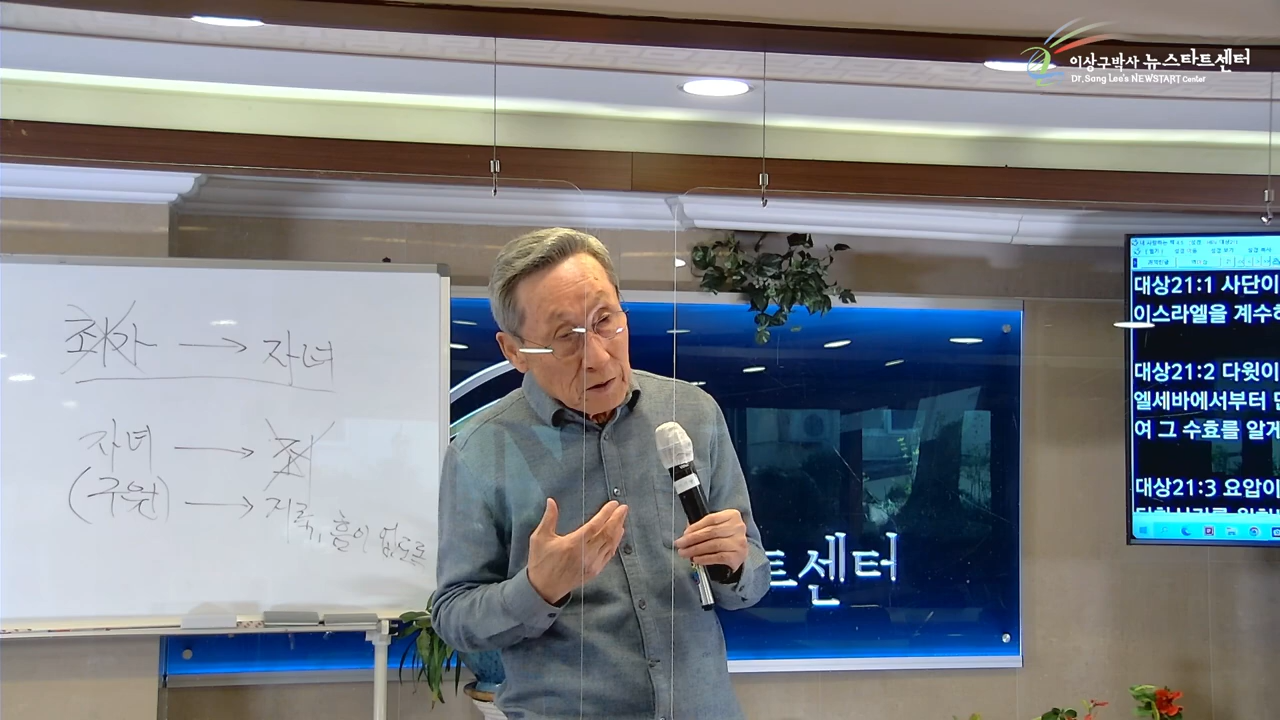 이상구박사 뉴스타트센터
Dr. Sang Lee's NEWSTART Center
죄사 → 자녀
자녀 → 죄
(구원) → 지족, 흠이 없도록
트센터
대상21:1 사단이
이스라엘을 계수하
대상21:2 다윗이
엘세바에서부터 단
여 그 수효를 알게
대상21:3 요압이